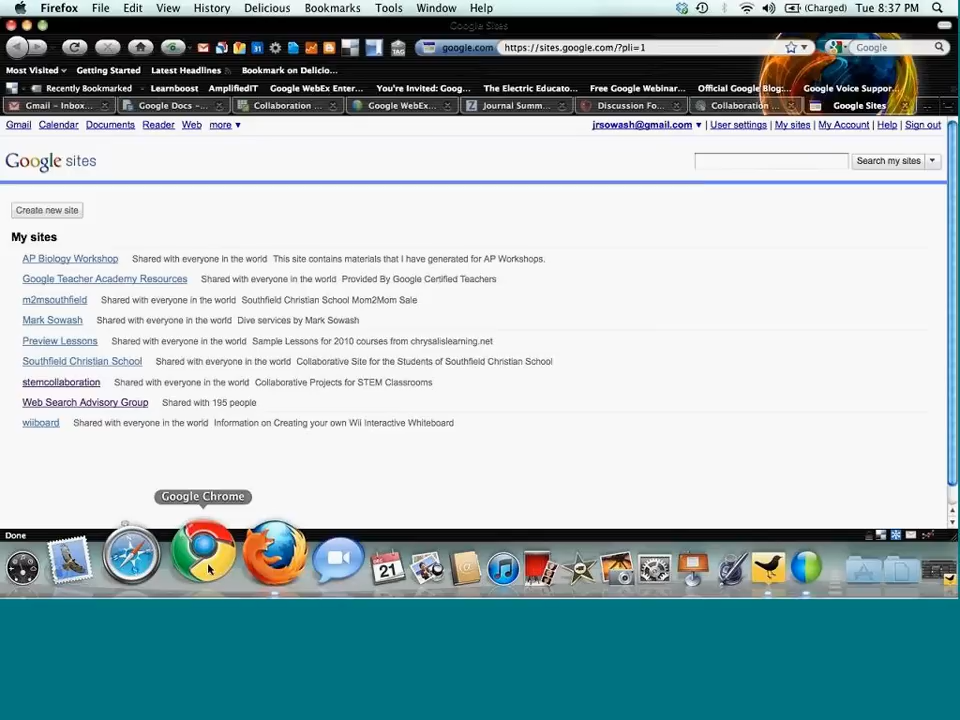 Firefox File Edit View History Delicious Bookmarks Tools Window Help (Charged) Tue 8:37 PM
Google Sites
google.com https://sites.google.com/?pli=1 Google
TAG
Most Visited Getting Started Latest Headlines Bookmark on Delicio...
Recently Bookmarked Learnboost AmplifiedIT Google WebEx Enter... You're Invited: Goog... The Electric Educato... Free Google Webinar... Official Google Blog:... Google Voice Suppor...
Gmail – Inbox... Google Docs – ... Collaboration ... Google WebEx... Journal Summ... Discussion Fo... Collaboration ... Google Sites
Gmail Calendar Documents Reader Web more ▼ jrsowash@gmail.com ▼ | User settings | My sites | My Account | Help | Sign out
Google sites Search my sites
Create new site
My sites
AP Biology Workshop Shared with everyone in the world This site contains materials that I have generated for AP Workshops.
Google Teacher Academy Resources Shared with everyone in the world Provided By Google Certified Teachers
m2msouthfield Shared with everyone in the world Southfield Christian School Mom2Mom Sale
Mark Sowash Shared with everyone in the world Dive services by Mark Sowash
Preview Lessons Shared with everyone in the world Sample Lessons for 2010 courses from chrysalislearning.net
Southfield Christian School Shared with everyone in the world Collaborative Site for the Students of Southfield Christian School
stemcollaboration Shared with everyone in the world Collaborative Projects for STEM Classrooms
Web Search Advisory Group Shared with 195 people
wiiboard Shared with everyone in the world Information on Creating your own Wii Interactive Whiteboard
Google Chrome
Done
21